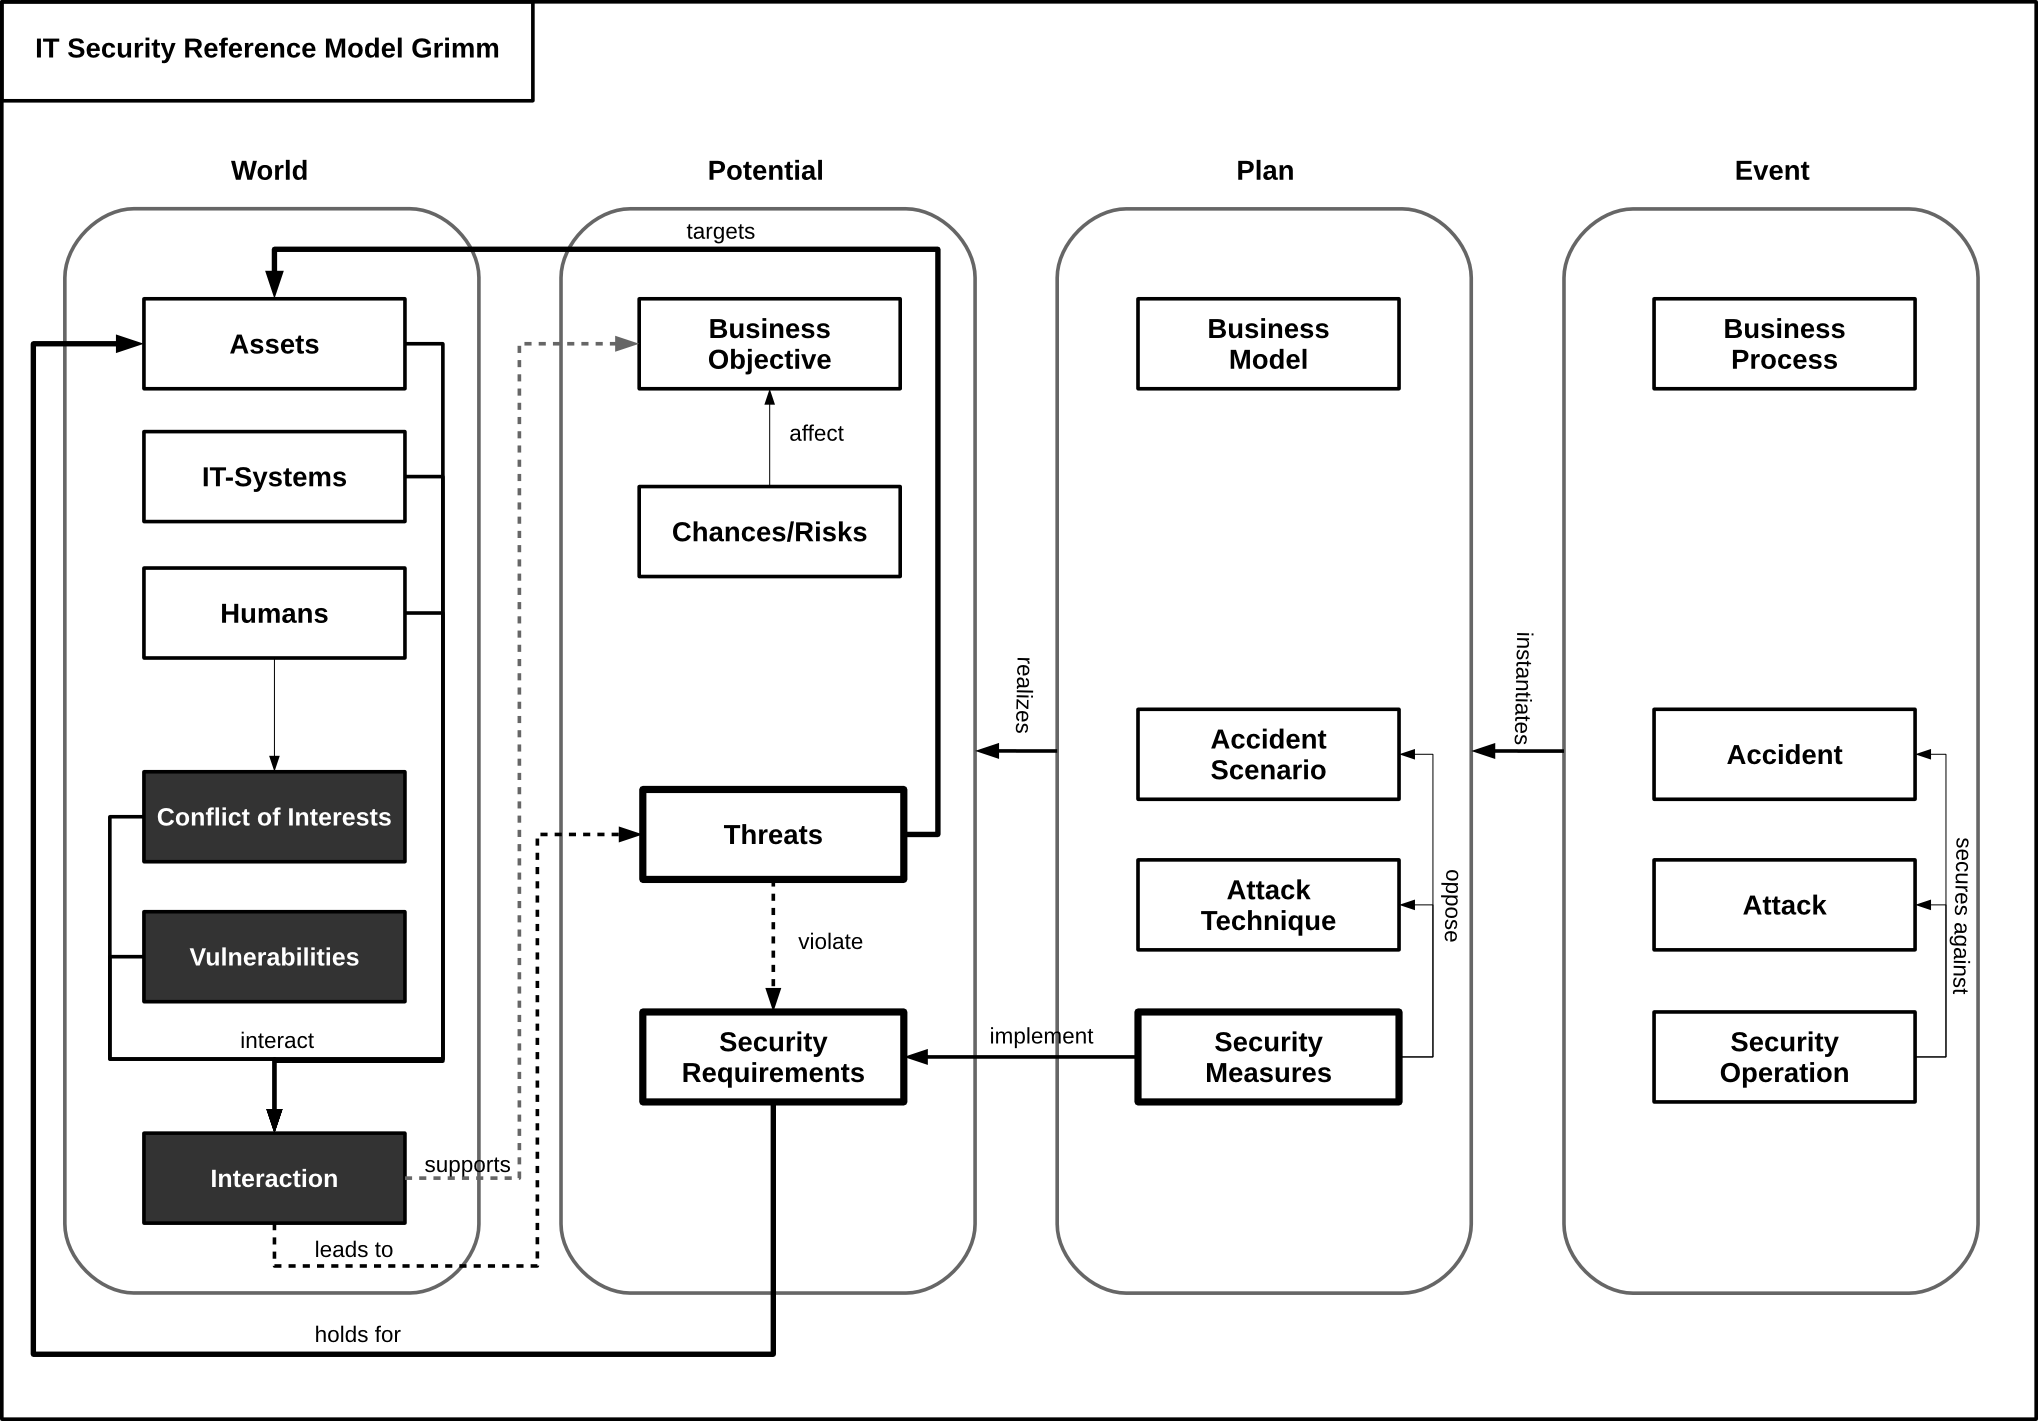 IT Security Reference Model Grimm
World
Potential
Plan
Event
targets
Assets
IT-Systems
Humans
Conflict of Interests
Vulnerabilities
interact
Interaction
supports
leads to
holds for
Business
Objective
affect
Chances/Risks
Threats
violate
Security
Requirements
realizes
implement
Business
Model
Accident
Scenario
Attack
Technique
Security
Measures
oppose
instantiates
Business
Process
Accident
Attack
Security
Operation
secures against